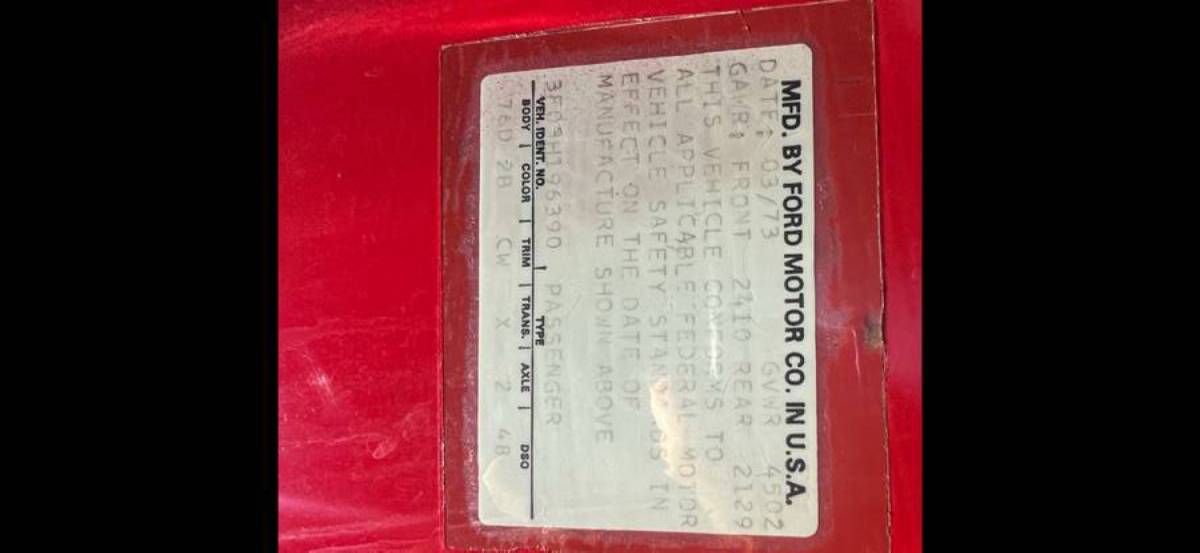 MFD. BY FORD MOTOR CO. IN U.S.A.
DATE: 03/73 GVWR 4502
GAWR: FRONT 2410 REAR 2129
THIS VEHICLE CONFORMS TO
ALL APPLICABLE FEDERAL MOTOR
VEHICLE SAFETY STANDARDS IN
EFFECT ON THE DATE OF
MANUFACTURE SHOWN ABOVE
3F03H196390 PASSENGER
VEH. IDENT. NO. TYPE
BODY | COLOR | TRIM | TRANS. | AXLE | DSO
76D 2B CW X 2 48